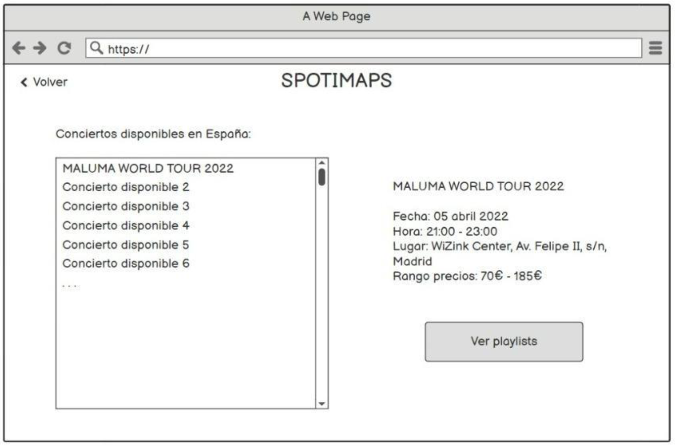 A Web Page
https://
Volver
SPOTIMAPS
Conciertos disponibles en España:
MALUMA WORLD TOUR 2022
Concierto disponible 2
Concierto disponible 3
Concierto disponible 4
Concierto disponible 5
Concierto disponible 6
. . .
MALUMA WORLD TOUR 2022
Fecha: 05 abril 2022
Hora: 21:00 - 23:00
Lugar: WiZink Center, Av. Felipe II, s/n,
Madrid
Rango precios: 70€ - 185€
Ver playlists